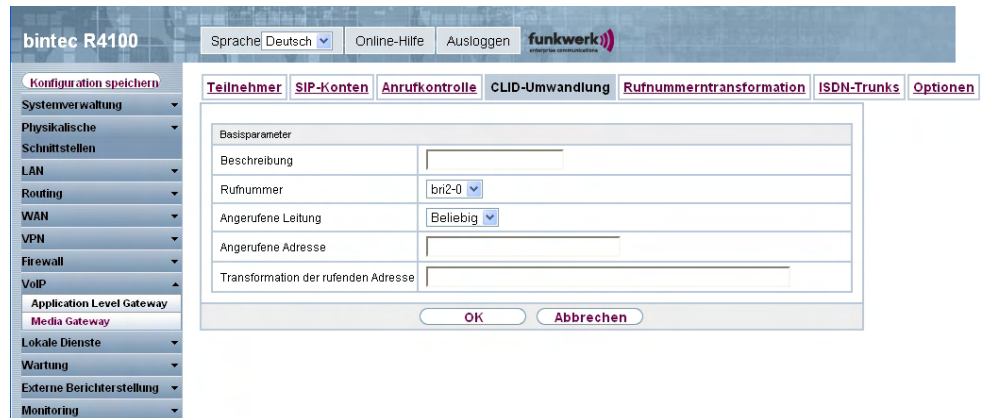 bintec R4100
Sprache Deutsch
Online-Hilfe
Ausloggen
funkwerk
enterprise communications
Konfiguration speichern
Systemverwaltung
Physikalische
Schnittstellen
LAN
Routing
WAN
VPN
Firewall
VoIP
Application Level Gateway
Media Gateway
Lokale Dienste
Wartung
Externe Berichterstellung
Monitoring
Teilnehmer
SIP-Konten
Anrufkontrolle
CLID-Umwandlung
Rufnummerntransformation
ISDN-Trunks
Optionen
Basisparameter
Beschreibung
Rufnummer bri2-0
Angerufene Leitung Beliebig
Angerufene Adresse
Transformation der rufenden Adresse
OK
Abbrechen